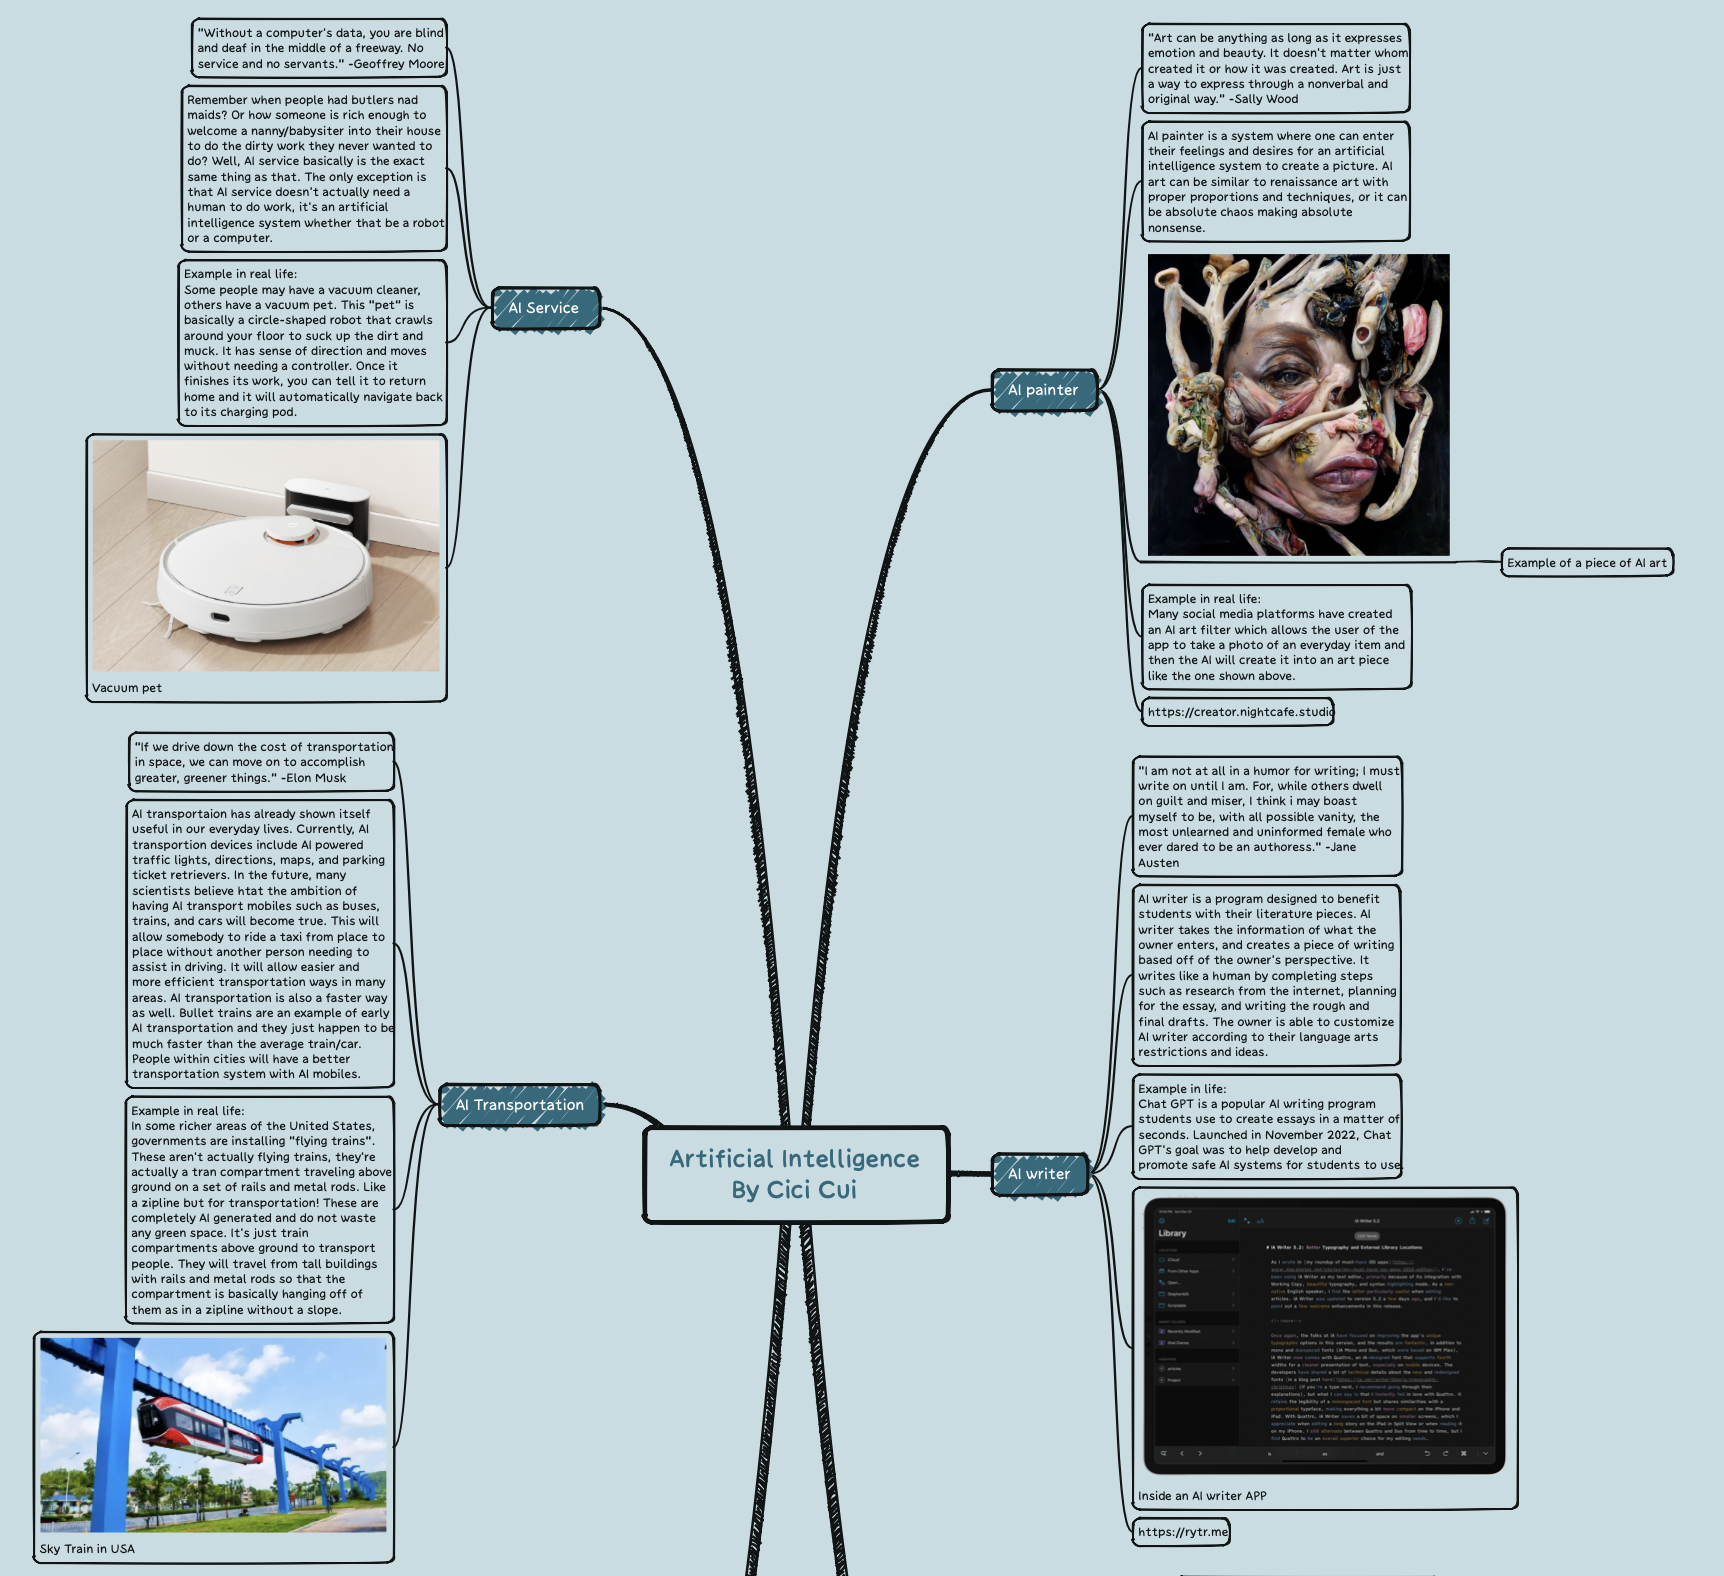 "Without a computer's data, you are blind
and deaf in the middle of a freeway. No
service and no servants." -Geoffrey Moore
Remember when people had butlers nad
maids? Or how someone is rich enough to
welcome a nanny/babysiter into their house
to do the dirty work they never wanted to
do? Well, AI service basically is the exact
same thing as that. The only exception is
that AI service doesn't actually need a
human to do work, it's an artificial
intelligence system whether that be a robot
or a computer.
Example in real life:
Some people may have a vacuum cleaner,
others have a vacuum pet. This "pet" is
basically a circle-shaped robot that crawls
around your floor to suck up the dirt and
muck. It has sense of direction and moves
without needing a controller. Once it
finishes its work, you can tell it to return
home and it will automatically navigate back
to its charging pod.
Vacuum pet
AI Service
"If we drive down the cost of transportation
in space, we can move on to accomplish
greater, greener things." -Elon Musk
AI transportaion has already shown itself
useful in our everyday lives. Currently, AI
transportion devices include AI powered
traffic lights, directions, maps, and parking
ticket retrievers. In the future, many
scientists believe htat the ambition of
having AI transport mobiles such as buses,
trains, and cars will become true. This will
allow somebody to ride a taxi from place to
place without another person needing to
assist in driving. It will allow easier and
more efficient transportation ways in many
areas. AI transportation is also a faster way
as well. Bullet trains are an example of early
AI transportation and they just happen to be
much faster than the average train/car.
People within cities will have a better
transportation system with AI mobiles.
Example in real life:
In some richer areas of the United States,
governments are installing "flying trains".
These aren't actually flying trains, they're
actually a tran compartment traveling above
ground on a set of rails and metal rods. Like
a zipline but for transportation! These are
completely AI generated and do not waste
any green space. It's just train
compartments above ground to transport
people. They will travel from tall buildings
with rails and metal rods so that the
compartment is basically hanging off of
them as in a zipline without a slope.
Sky Train in USA
AI Transportation
Artificial Intelligence
By Cici Cui
AI painter
"Art can be anything as long as it expresses
emotion and beauty. It doesn't matter whom
created it or how it was created. Art is just
a way to express through a nonverbal and
original way." -Sally Wood
AI painter is a system where one can enter
their feelings and desires for an artificial
intelligence system to create a picture. AI
art can be similar to renaissance art with
proper proportions and techniques, or it can
be absolute chaos making absolute
nonsense.
Example of a piece of AI art
Example in real life:
Many social media platforms have created
an AI art filter which allows the user of the
app to take a photo of an everyday item and
then the AI will create it into an art piece
like the one shown above.
https://creator.nightcafe.studio
AI writer
"I am not at all in a humor for writing; I must
write on until I am. For, while others dwell
on guilt and miser, I think i may boast
myself to be, with all possible vanity, the
most unlearned and uninformed female who
ever dared to be an authoress." -Jane
Austen
AI writer is a program designed to benefit
students with their literature pieces. AI
writer takes the information of what the
owner enters, and creates a piece of writing
based off of the owner's perspective. It
writes like a human by completing steps
such as research from the internet, planning
for the essay, and writing the rough and
final drafts. The owner is able to customize
AI writer according to their language arts
restrictions and ideas.
Example in life:
Chat GPT is a popular AI writing program
students use to create essays in a matter of
seconds. Launched in November 2022, Chat
GPT's goal was to help develop and
promote safe AI systems for students to use.
Library
iA Writer 5.2
# iA Writer 5.2: Better Typography and External Library Locations
Inside an AI writer APP
https://rytr.me